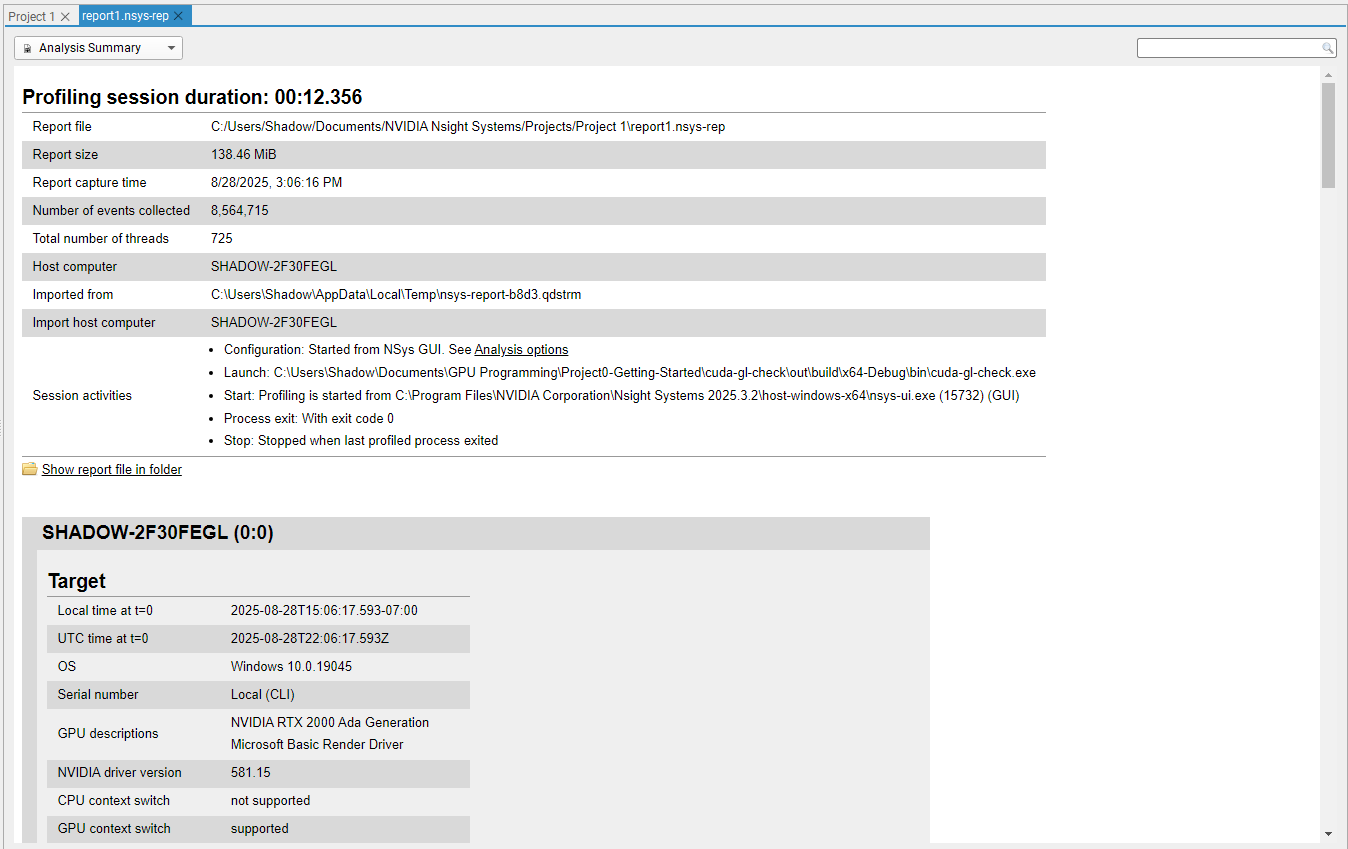 Project 1
report1.nsys-rep
Analysis Summary
Profiling session duration: 00:12.356
Report file C:/Users/Shadow/Documents/NVIDIA Nsight Systems/Projects/Project 1\report1.nsys-rep
Report size 138.46 MiB
Report capture time 8/28/2025, 3:06:16 PM
Number of events collected 8,564,715
Total number of threads 725
Host computer SHADOW-2F30FEGL
Imported from C:\Users\Shadow\AppData\Local\Temp\nsys-report-b8d3.qdstrm
Import host computer SHADOW-2F30FEGL
Session activities
• Configuration: Started from NSys GUI. See Analysis options
• Launch: C:\Users\Shadow\Documents\GPU Programming\Project0-Getting-Started\cuda-gl-check\out\build\x64-Debug\bin\cuda-gl-check.exe
• Start: Profiling is started from C:\Program Files\NVIDIA Corporation\Nsight Systems 2025.3.2\host-windows-x64\nsys-ui.exe (15732) (GUI)
• Process exit: With exit code 0
• Stop: Stopped when last profiled process exited
Show report file in folder
SHADOW-2F30FEGL (0:0)
Target
Local time at t=0 2025-08-28T15:06:17.593-07:00
UTC time at t=0 2025-08-28T22:06:17.593Z
OS Windows 10.0.19045
Serial number Local (CLI)
GPU descriptions NVIDIA RTX 2000 Ada Generation
Microsoft Basic Render Driver
NVIDIA driver version 581.15
CPU context switch not supported
GPU context switch supported